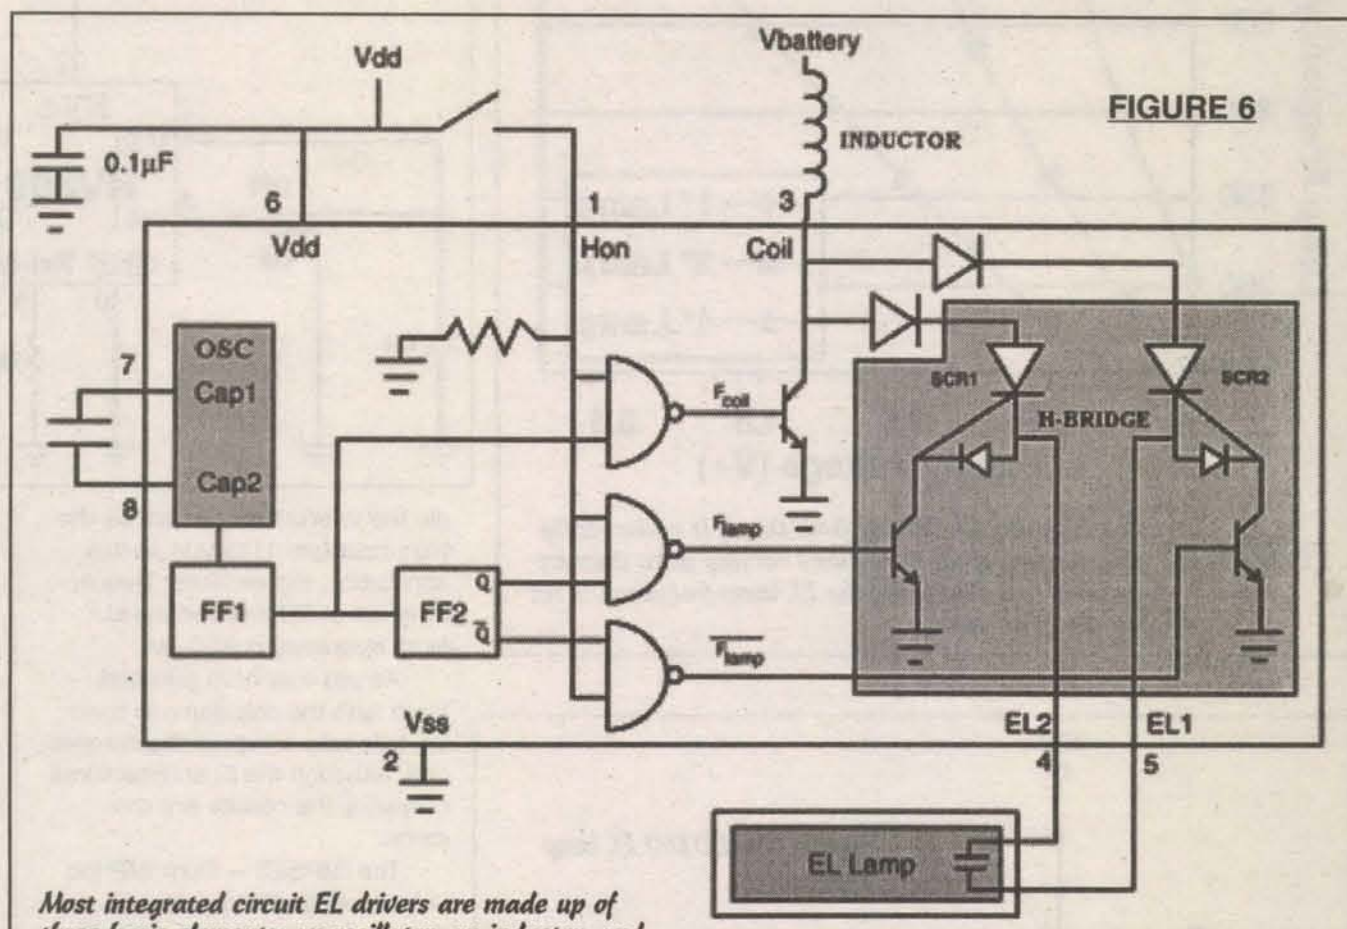 FIGURE 6
Vdd
Vbattery
0.1µF
INDUCTOR
6
1
3
Vdd
Hon
Coil
7
OSC
Cap1
Cap2
8
Fcoil
SCR1
SCR2
H-BRIDGE
Flamp
FF1
FF2
Q
Q̅
F̅lamp
Vss
2
EL2
EL1
4
5
EL Lamp
Most integrated circuit EL drivers are made up of